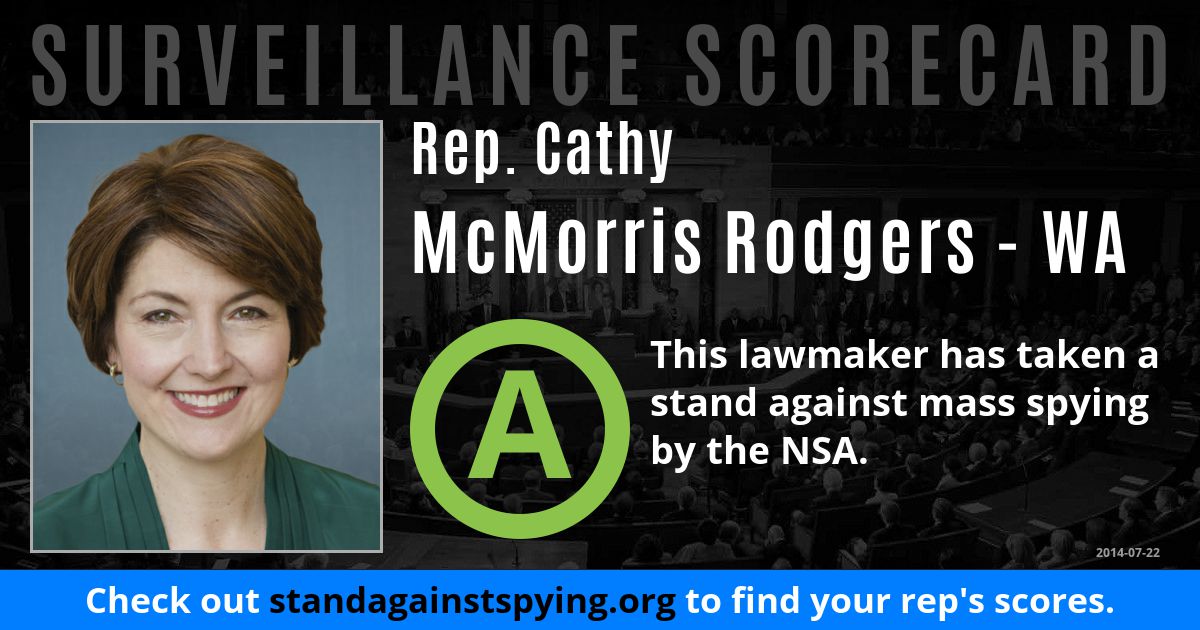 SURVEILLANCE SCORECARD
Rep. Cathy
McMorris Rodgers - WA
A
This lawmaker has taken a
stand against mass spying
by the NSA.
2014-07-22
Check out standagainstspying.org to find your rep's scores.